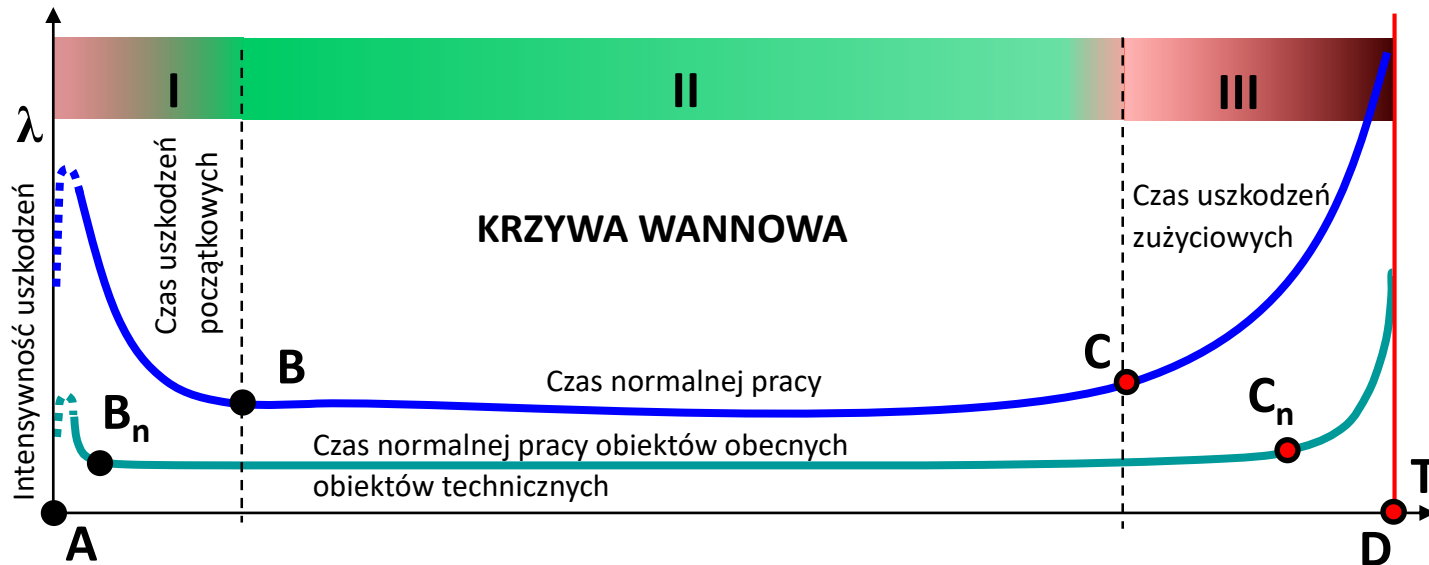 I
II
III
λ
Intensywność uszkodzeń
Czas uszkodzeń
początkowych
KRZYWA WANNOWA
Czas uszkodzeń
zużyciowych
B
C
Czas normalnej pracy
Bn
Cn
Czas normalnej pracy obiektów obecnych
obiektów technicznych
T
A
D